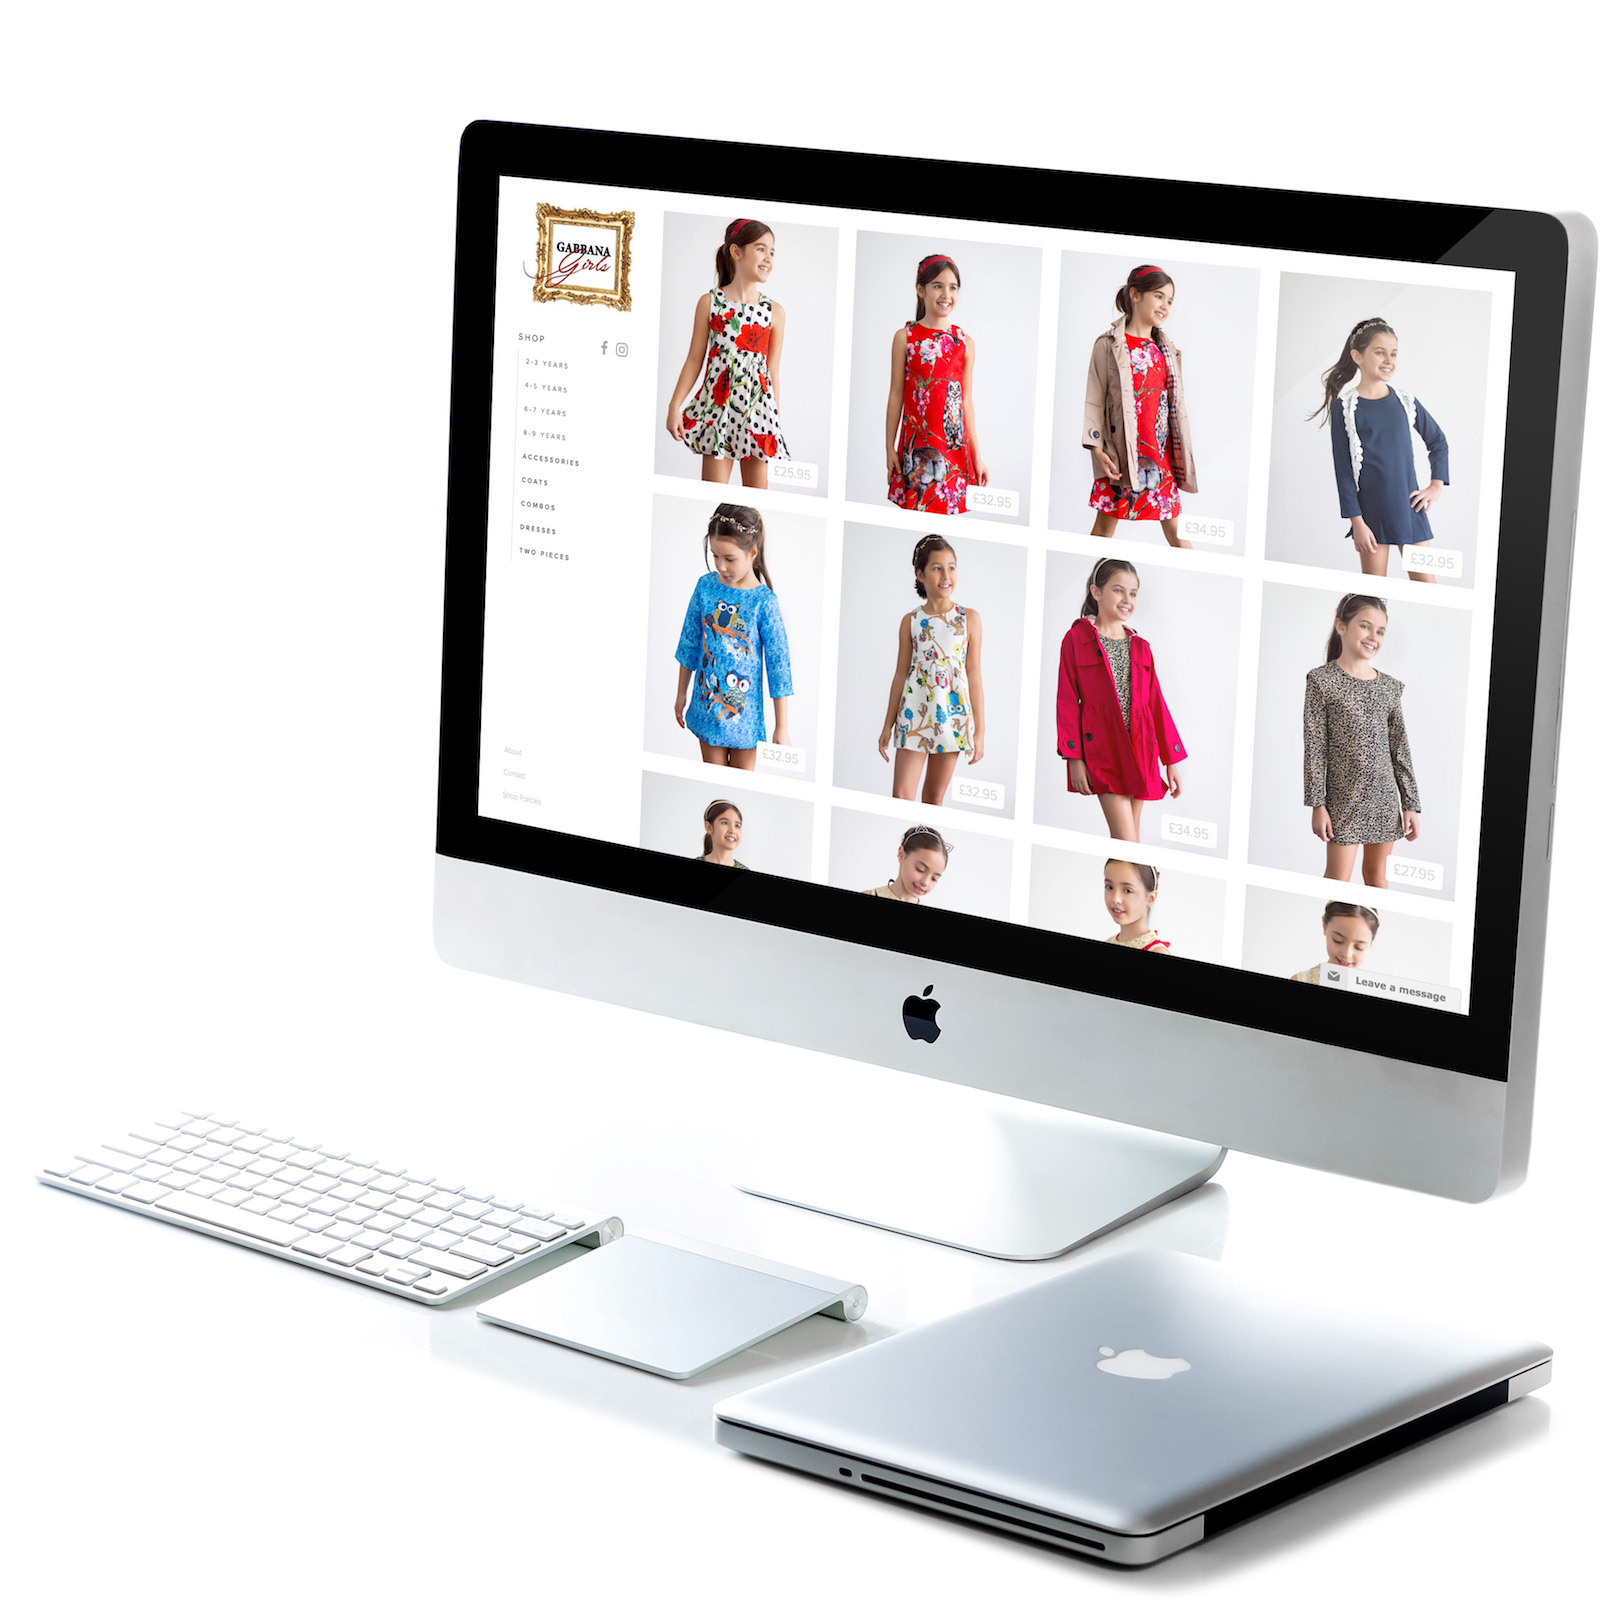 GABBANA
Girls
SHOP
2-3 YEARS
4-5 YEARS
6-7 YEARS
8-9 YEARS
ACCESSORIES
COATS
COMBOS
DRESSES
TWO PIECES
About
Contact
Shop Policies
£25.95
£32.95
£34.95
£32.95
£32.95
£32.95
£34.95
£27.95
Leave a message